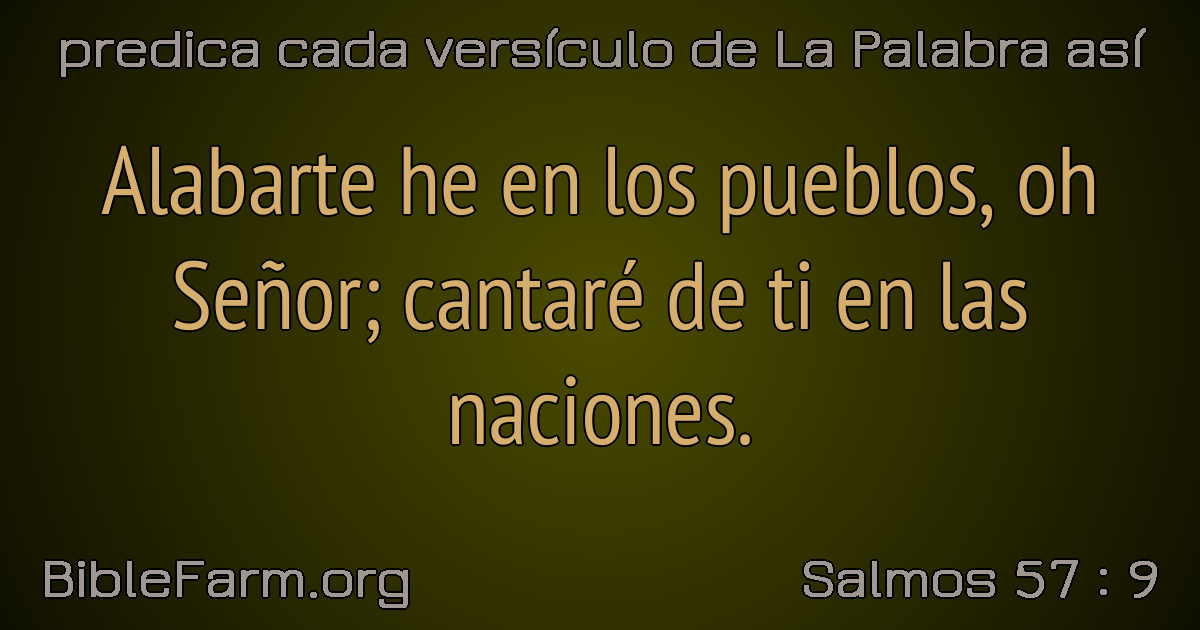 predica cada versículo de La Palabra así
Alabarte he en los pueblos, oh
Señor; cantaré de ti en las
naciones.
BibleFarm.org
Salmos 57 : 9